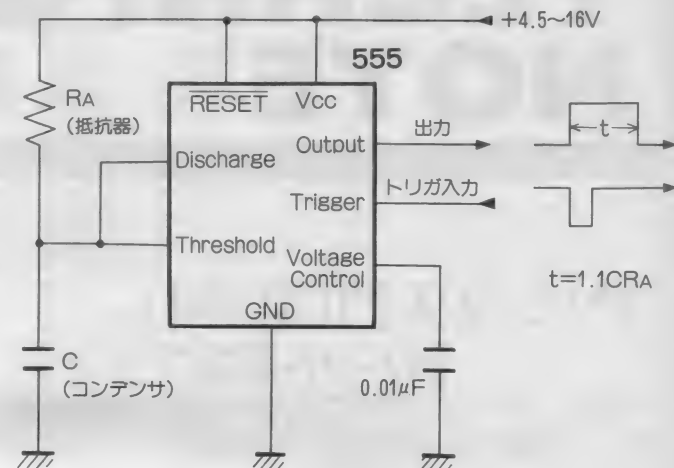 +4.5～16V
555
RA
(抵抗器)
RESET
Vcc
Discharge
Output
出力
t
Trigger
トリガ入力
Threshold
Voltage
Control
t=1.1CRA
GND
C
(コンデンサ)
0.01μF